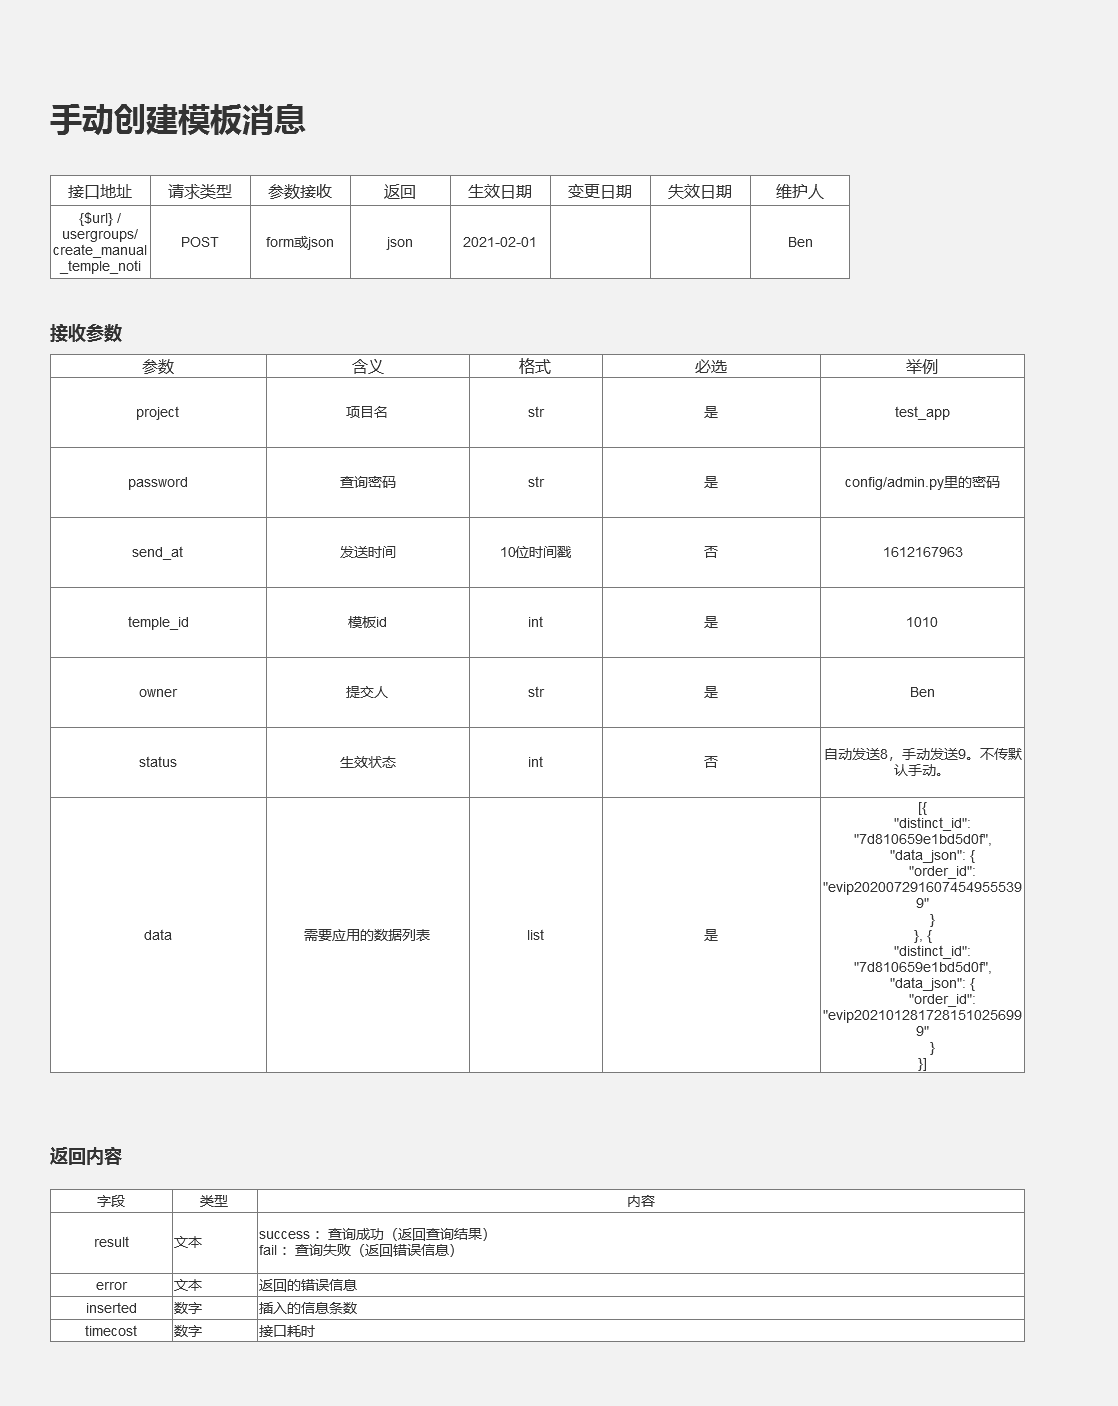 手动创建模板消息
接口地址 请求类型 参数接收 返回 生效日期 变更日期 失效日期 维护人
{$url} /
usergroups/
create_manual
_temple_noti
POST form或json json 2021-02-01 Ben
接收参数
参数 含义 格式 必选 举例
project 项目名 str 是 test_app
password 查询密码 str 是 config/admin.py里的密码
send_at 发送时间 10位时间戳 否 1612167963
temple_id 模板id int 是 1010
owner 提交人 str 是 Ben
status 生效状态 int 否 自动发送8，手动发送9。不传默
认手动。
data 需要应用的数据列表 list 是
[{
"distinct_id":
"7d810659e1bd5d0f",
"data_json": {
"order_id":
"evip202007291607454955539
9"
}
}, {
"distinct_id":
"7d810659e1bd5d0f",
"data_json": {
"order_id":
"evip202101281728151025699
9"
}
}]
返回内容
字段 类型 内容
result 文本 success ：查询成功（返回查询结果）
fail ：查询失败（返回错误信息）
error 文本 返回的错误信息
inserted 数字 插入的信息条数
timecost 数字 接口耗时